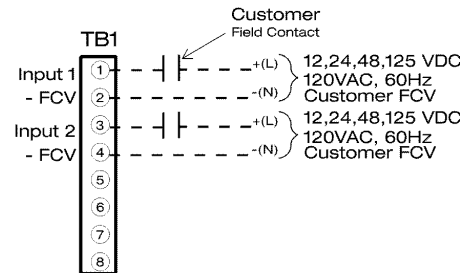 Customer
Field Contact
TB1
Input 1 1 +(L) 12,24,48,125 VDC
120VAC, 60Hz
- FCV 2 -(N) Customer FCV
Input 2 3 +(L) 12,24,48,125 VDC
120VAC, 60Hz
- FCV 4 -(N) Customer FCV
5
6
7
8